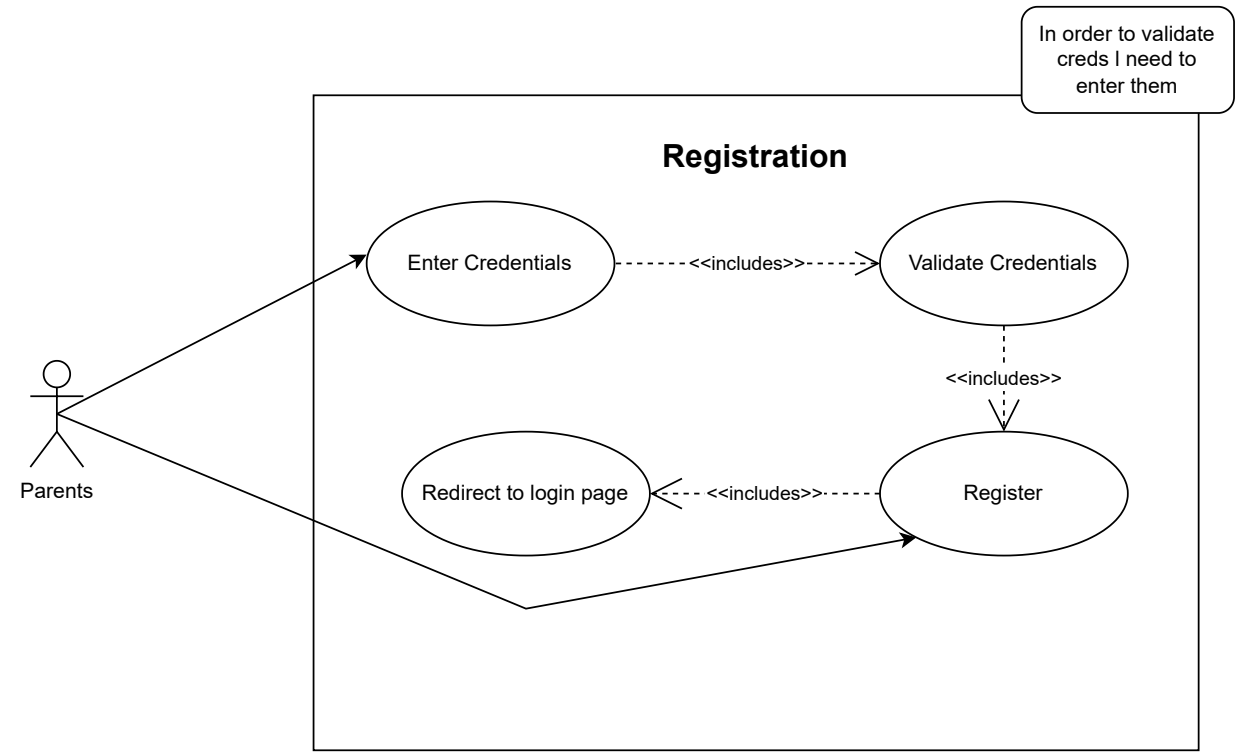 In order to validate
creds I need to
enter them
Registration
Enter Credentials
<<includes>>
Validate Credentials
<<includes>>
Parents
Redirect to login page
<<includes>>
Register